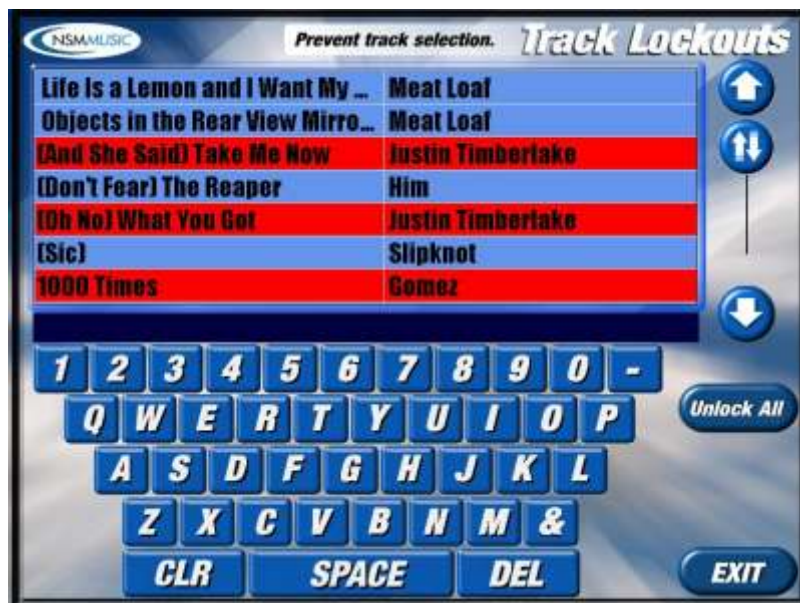 NSMMUSIC Prevent track selection. Track Lockouts
Life Is a Lemon and I Want My ... Meat Loaf
Objects in the Rear View Mirro... Meat Loaf
(And She Said) Take Me Now Justin Timberlake
(Don't Fear) The Reaper Him
(Oh No) What You Got Justin Timberlake
(Sic) Slipknot
1000 Times Gomez
1 2 3 4 5 6 7 8 9 0 -
Q W E R T Y U I O P
Unlock All
A S D F G H J K L
Z X C V B N M &
CLR SPACE DEL
EXIT